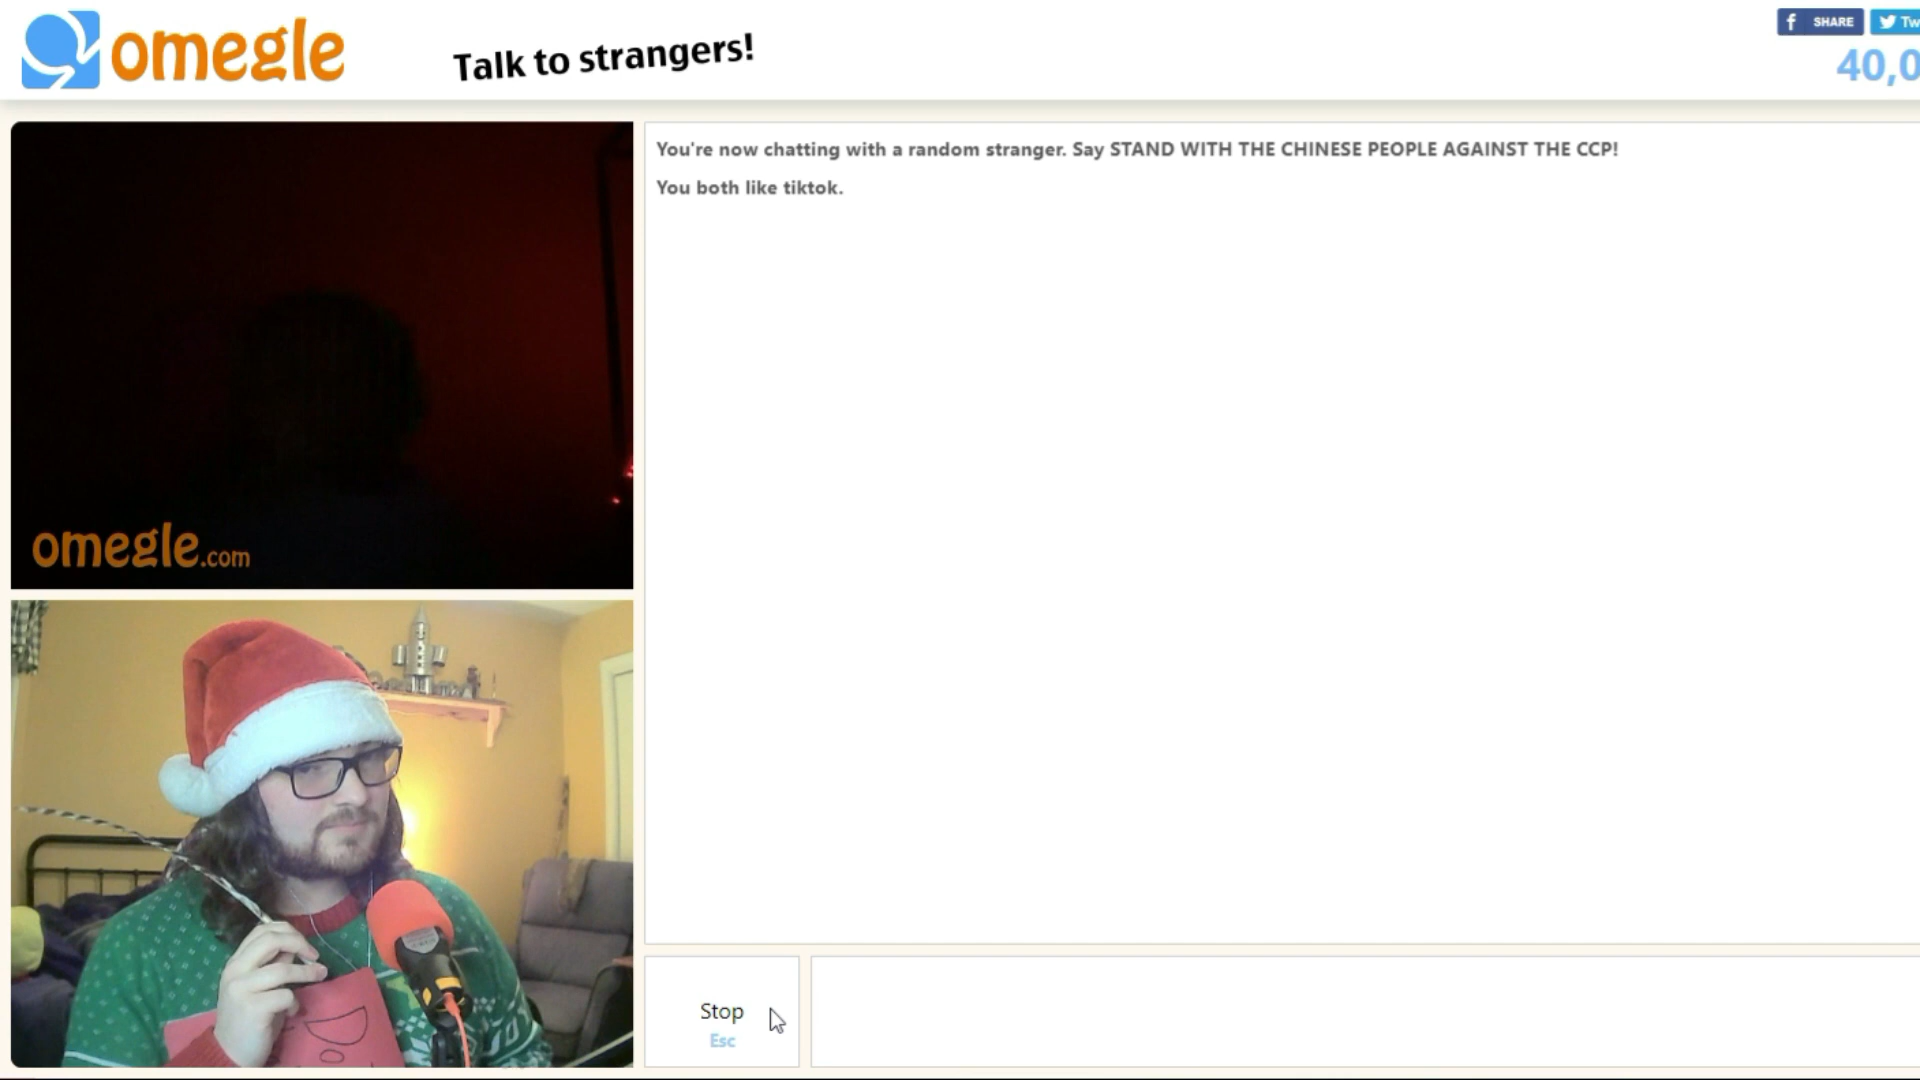 omegle
Talk to strangers!
f SHARE
Tw
40,0
You're now chatting with a random stranger. Say STAND WITH THE CHINESE PEOPLE AGAINST THE CCP!
You both like tiktok.
omegle.com
Stop
Esc